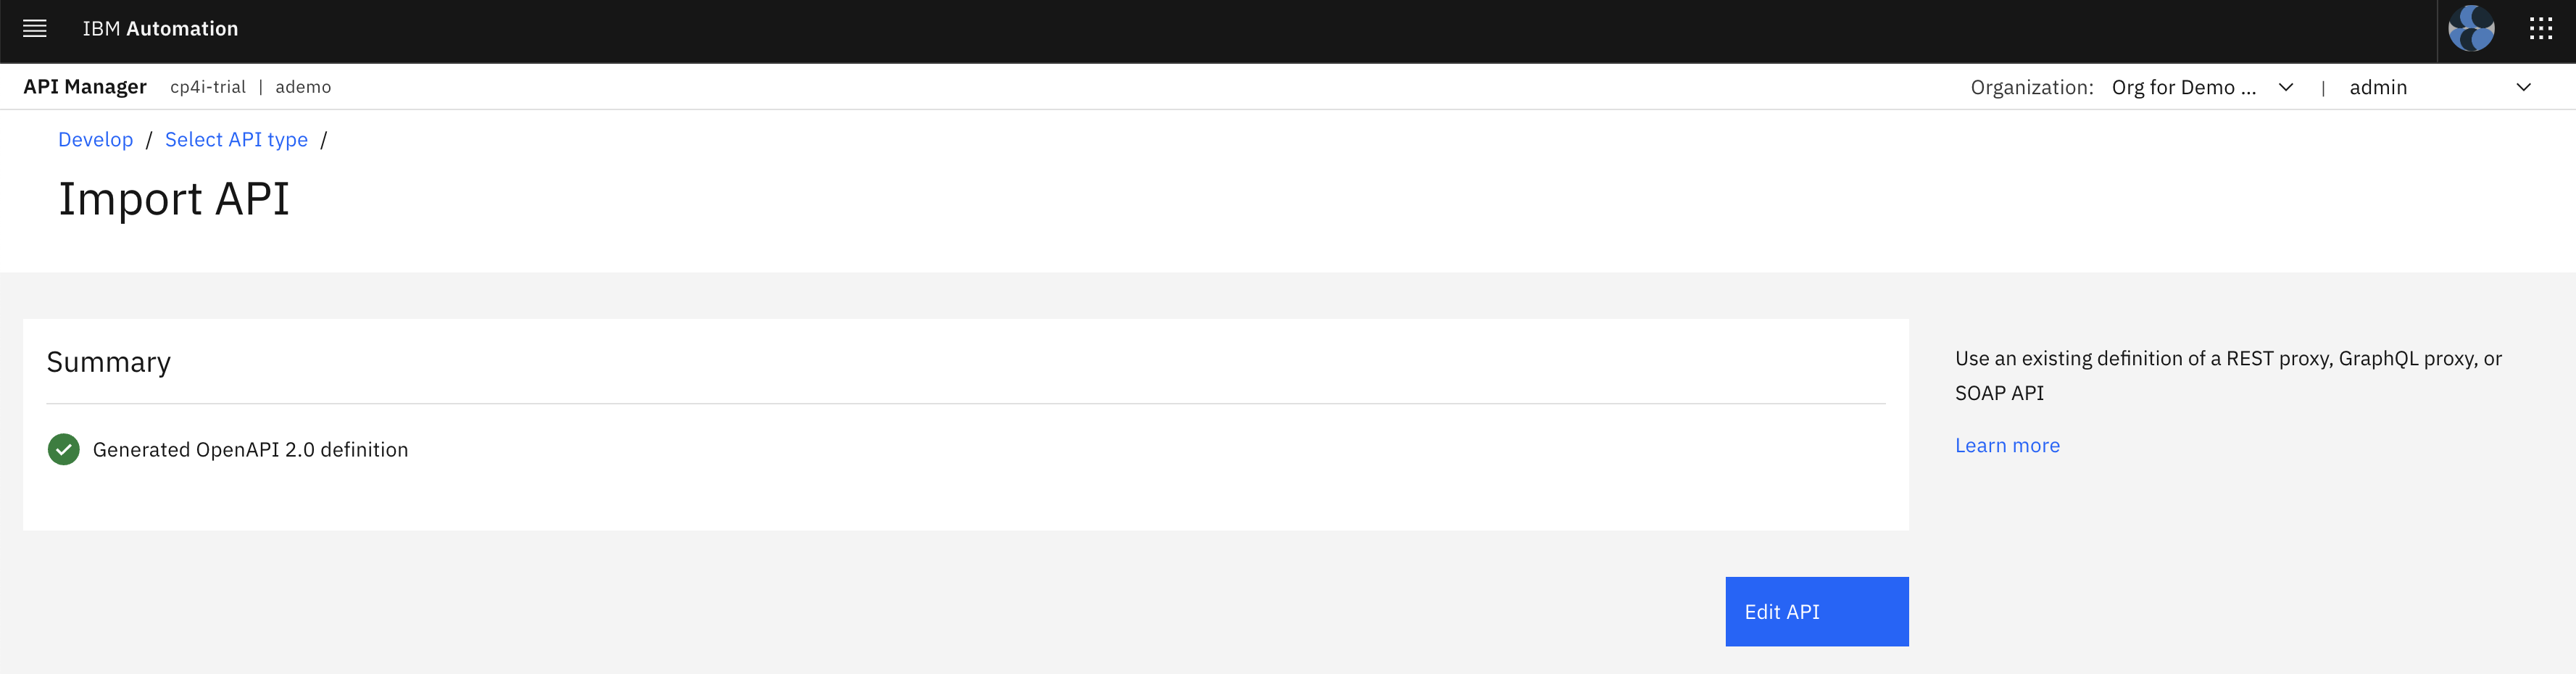 IBM Automation
API Manager cp4i-trial | ademo Organization: Org for Demo ... | admin
Develop / Select API type /
Import API
Summary
Generated OpenAPI 2.0 definition
Use an existing definition of a REST proxy, GraphQL proxy, or
SOAP API
Learn more
Edit API